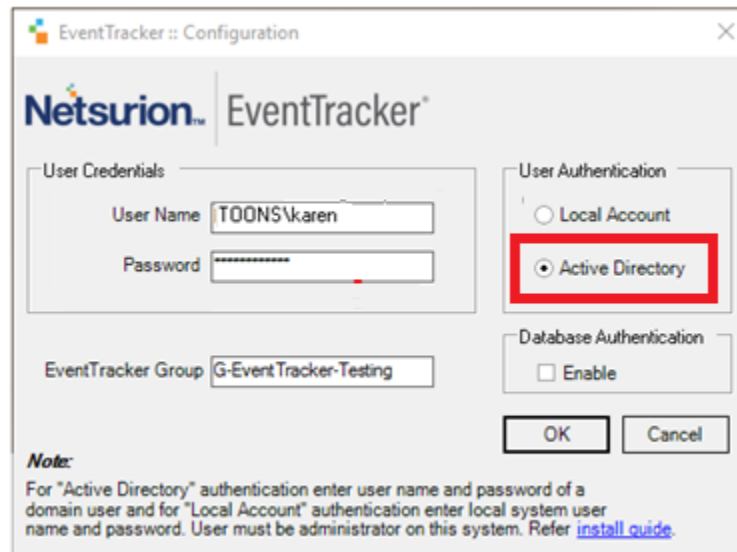 EventTracker :: Configuration
Netsurion™ EventTracker®
User Credentials
User Name TOONS\karen
Password ************
EventTracker Group G-EventTracker-Testing
User Authentication
Local Account
Active Directory
Database Authentication
Enable
OK Cancel
Note:
For "Active Directory" authentication enter user name and password of a
domain user and for "Local Account" authentication enter local system user
name and password. User must be administrator on this system. Refer install guide.